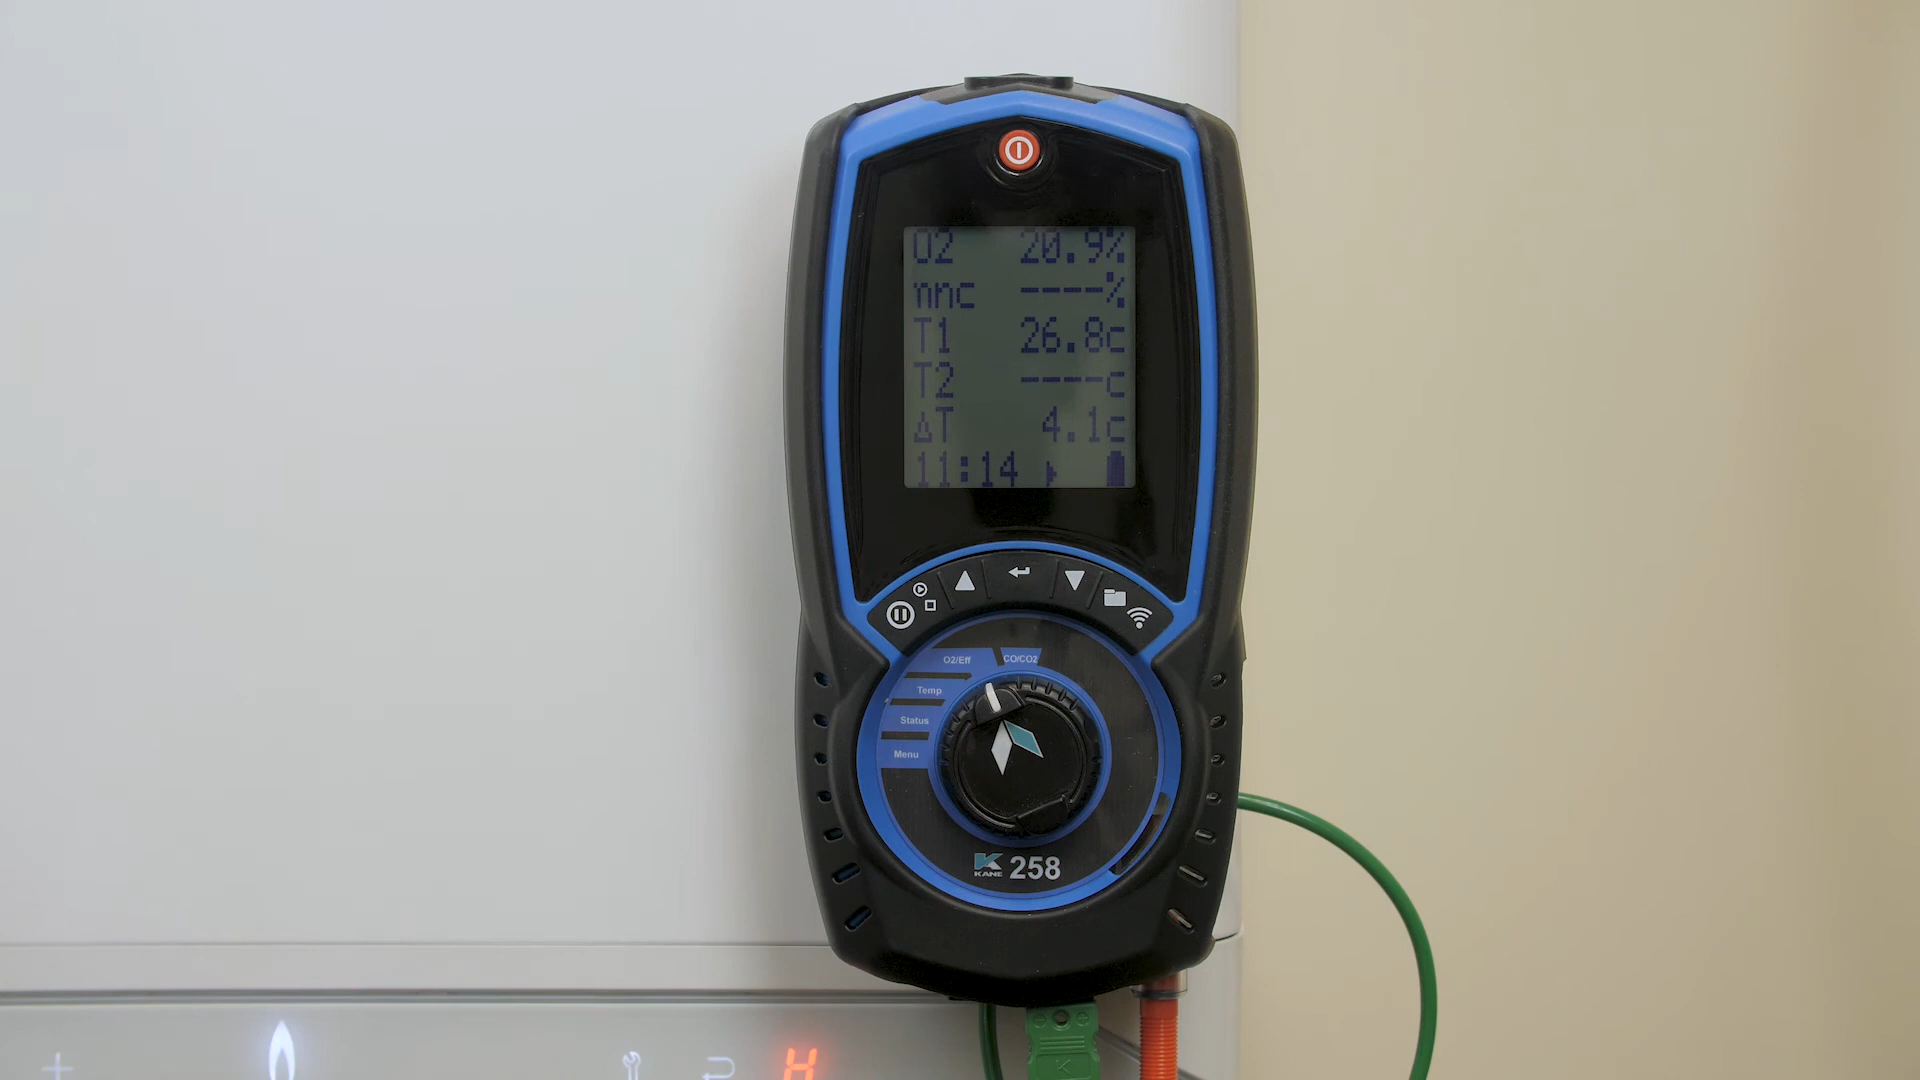 O2 20.9%
nnc ----%
T1 26.8c
T2 ----c
ΔT 4.1c
11:14
O2/Eff
CO/CO2
Temp
Status
Menu
KANE 258
K
H